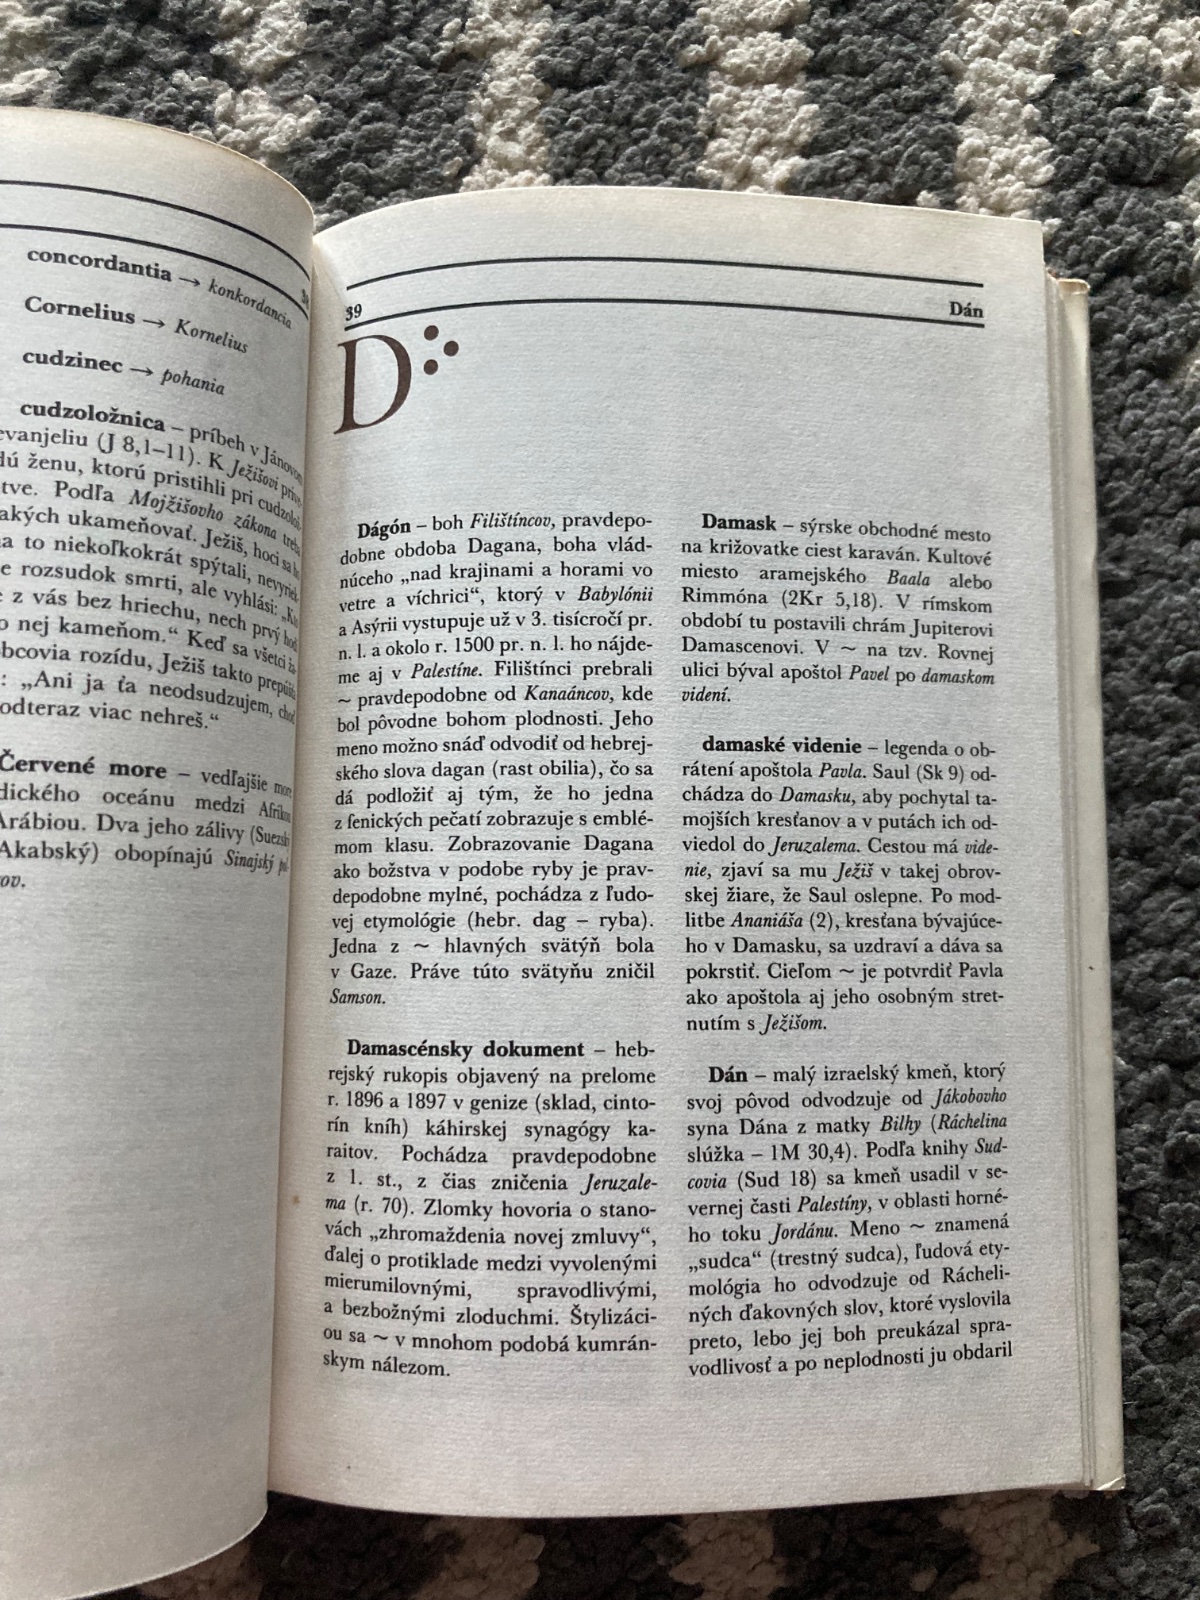 concordantia → konkordancia
Cornelius → Kornelius
cudzinec → pohania
cudzoložnica – príbeh v Jánovom
evanjeliu (J 8,1–11). K Ježišovi
ženu, ktorú pristihli pri
Podľa Mojžišovho zákona treba
takých ukameňovať. Ježiš, hoci sa ho
na to niekoľkokrát spýtali,
rozsudok smrti, ale vyhlási:
z vás bez hriechu, nech prvý hodí
do nej kameňom.“ Keď sa všetci
rozídu, Ježiš takto
„Ani ja ťa neodsudzujem,
odteraz viac nehreš.“
Červené more – vedľajšie more
oceánu medzi Afrikou
Arábiou. Dva jeho zálivy (Suezský
Akabský) obopínajú Sinajský
39
Dán
D
Dágón – boh Filištíncov, pravdepo-
dobne obdoba Dagana, boha vlád-
núceho „nad krajinami a horami vo
vetre a víchrici“, ktorý v Babylónii
a Asýrii vystupuje už v 3. tisícročí pr.
n. l. a okolo r. 1500 pr. n. l. ho nájde-
me aj v Palestíne. Filištínci prebrali
~ pravdepodobne od Kanaáncov, kde
bol pôvodne bohom plodnosti. Jeho
meno možno snáď odvodiť od hebrej-
ského slova dagan (rast obilia), čo sa
dá podložiť aj tým, že ho jedna
z fenických pečatí zobrazuje s emblé-
mom klasu. Zobrazovanie Dagana
ako božstva v podobe ryby je prav-
depodobne mylné, pochádza z ľudo-
vej etymológie (hebr. dag – ryba).
Jedna z ~ hlavných svätýň bola
v Gaze. Práve túto svätyňu zničil
Samson.
Damascénsky dokument – heb-
rejský rukopis objavený na prelome
r. 1896 a 1897 v genize (sklad, cinto-
rín kníh) káhirskej synagógy ka-
raitov. Pochádza pravdepodobne
z 1. st., z čias zničenia Jeruzale-
ma (r. 70). Zlomky hovoria o stano-
vách „zhromaždenia novej zmluvy“,
ďalej o protiklade medzi vyvolenými
mierumilovnými, spravodlivými,
a bezbožnými zloduchmi. Štylizáci-
ou sa ~ v mnohom podobá kumrán-
skym nálezom.
Damask – sýrske obchodné mesto
na križovatke ciest karaván. Kultové
miesto aramejského Baala alebo
Rimmóna (2Kr 5,18). V rímskom
období tu postavili chrám Jupiterovi
Damascenovi. V ~ na tzv. Rovnej
ulici býval apoštol Pavel po damaskom
videní.
damaské videnie – legenda o ob-
rátení apoštola Pavla. Saul (Sk 9) od-
chádza do Damasku, aby pochytal ta-
mojších kresťanov a v putách ich od-
viedol do Jeruzalema. Cestou má vide-
nie, zjaví sa mu Ježiš v takej obrov-
skej žiare, že Saul oslepne. Po mod-
litbe Ananiáša (2), kresťana bývajúce-
ho v Damasku, sa uzdraví a dáva sa
pokrstiť. Cieľom ~ je potvrdiť Pavla
ako apoštola aj jeho osobným stret-
nutím s Ježišom.
Dán – malý izraelský kmeň, ktorý
svoj pôvod odvodzuje od Jákobovho
syna Dána z matky Bilhy (Ráchelina
slúžka – 1M 30,4). Podľa knihy Sud-
covia (Sud 18) sa kmeň usadil v se-
vernej časti Palestíny, v oblasti horné-
ho toku Jordánu. Meno ~ znamená
„sudca“ (trestný sudca), ľudová ety-
mológia ho odvodzuje od Rácheli-
ných ďakovných slov, ktoré vyslovila
preto, lebo jej boh preukázal spra-
vodlivosť a po neplodnosti ju obdaril